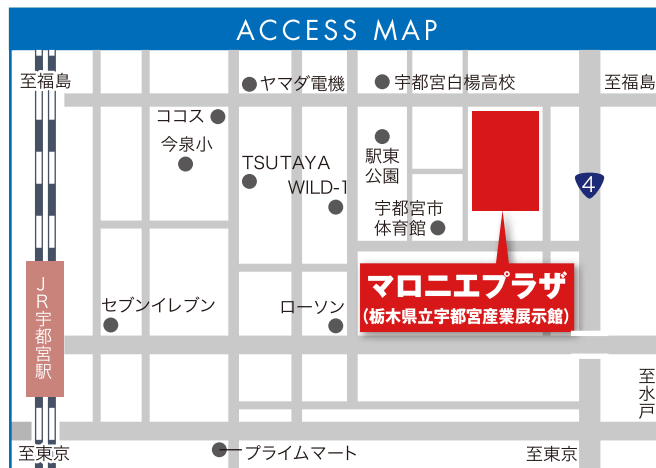 ACCESS MAP
至福島
ヤマダ電機
宇都宮白楊高校
至福島
ココス
今泉小
駅東
公園
TSUTAYA
WILD-1
4
宇都宮市
体育館
マロニエプラザ
(栃木県立宇都宮産業展示館)
JR宇都宮駅
セブンイレブン
ローソン
至水戸
至東京
プライムマート
至東京